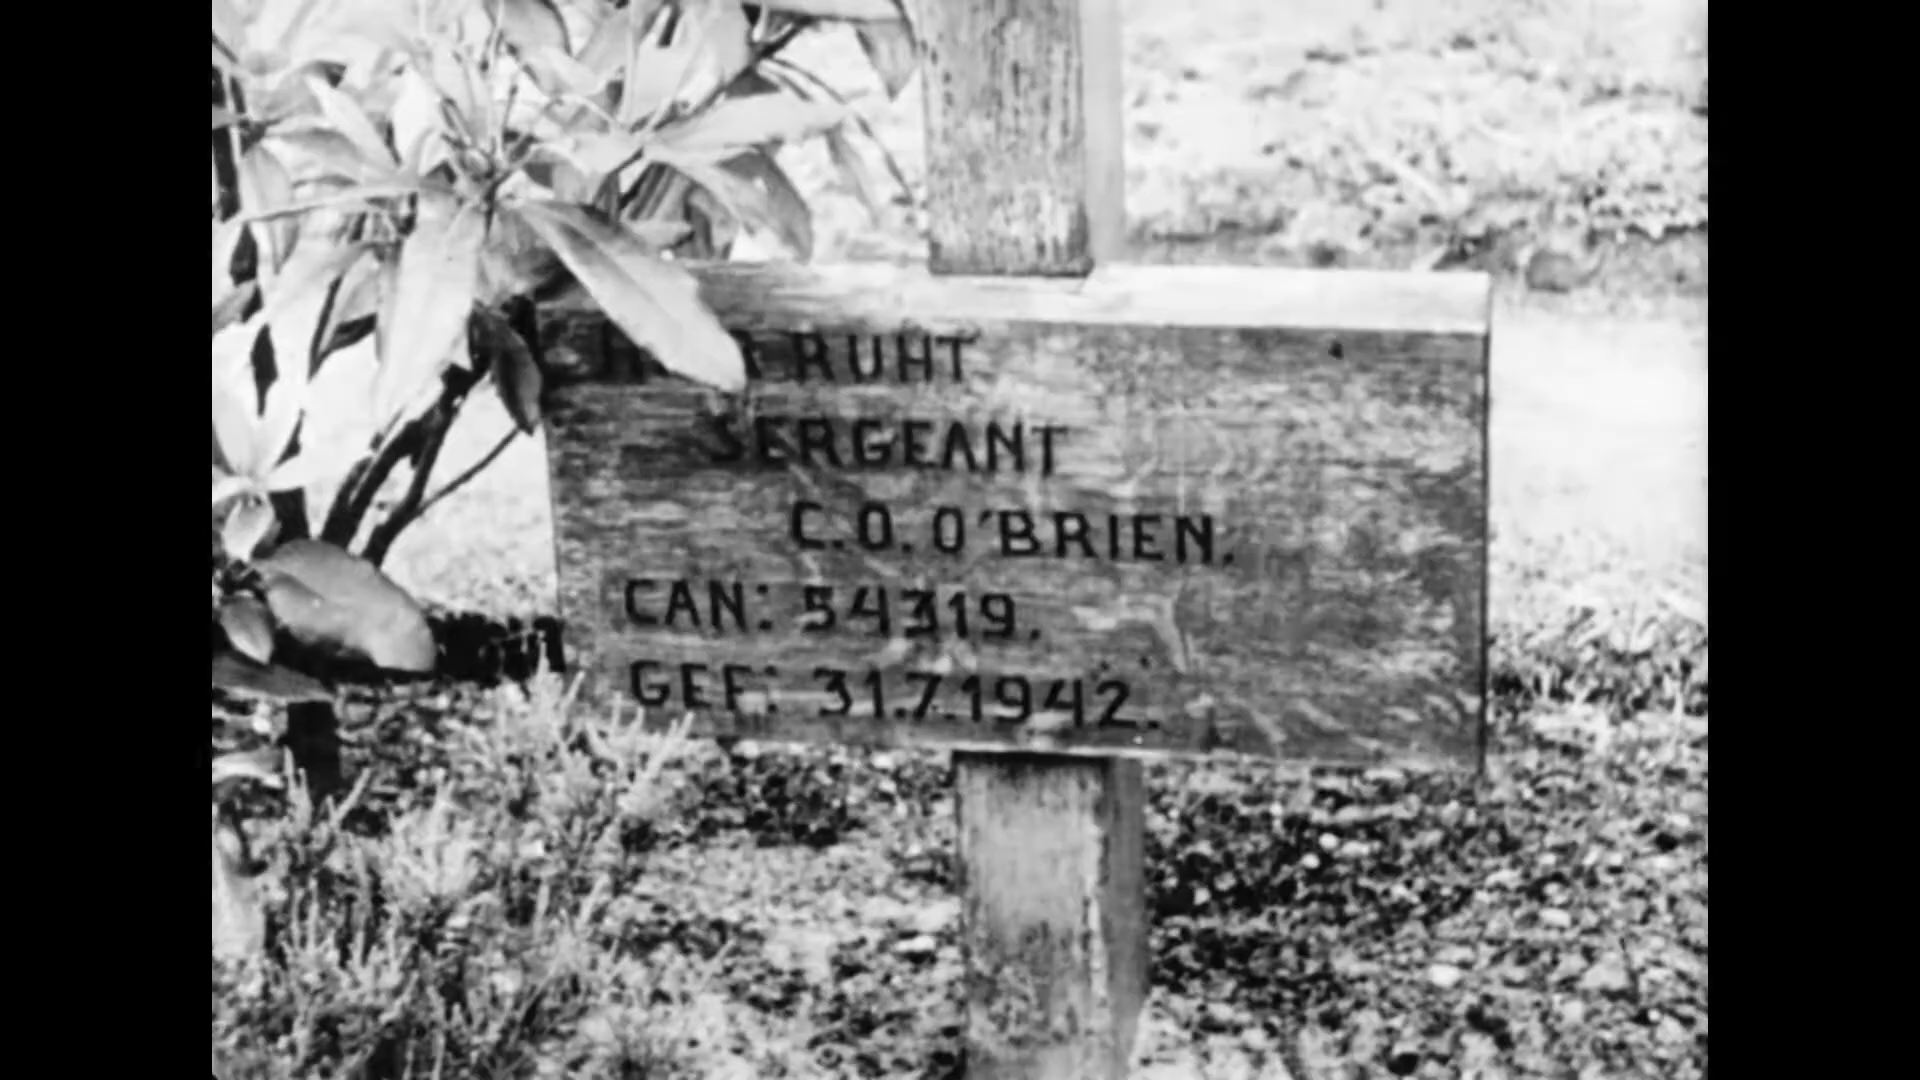 RUHT
SERGEANT
C.O. O'BRIEN.
CAN: 54319.
GEF: 31.7.1942.